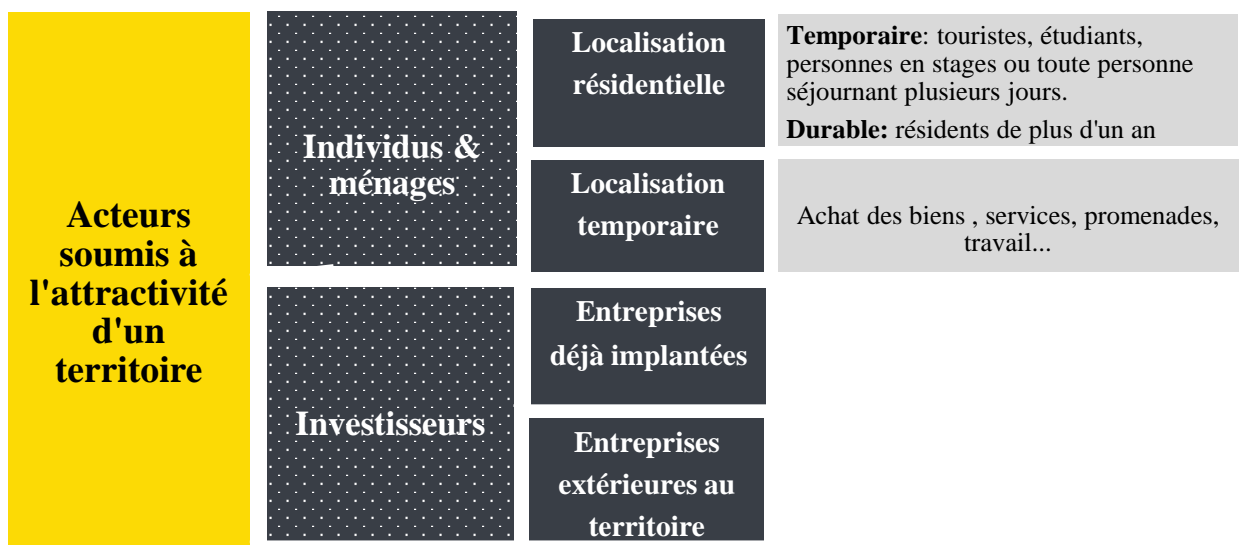 Acteurs
soumis à
l'attractivité
d'un
territoire
Individus &
ménages
Localisation
résidentielle
Temporaire: touristes, étudiants,
personnes en stages ou toute personne
séjournant plusieurs jours.
Durable: résidents de plus d'un an
Localisation
temporaire
Achat des biens , services, promenades,
travail...
Investisseurs
Entreprises
déjà implantées
Entreprises
extérieures au
territoire